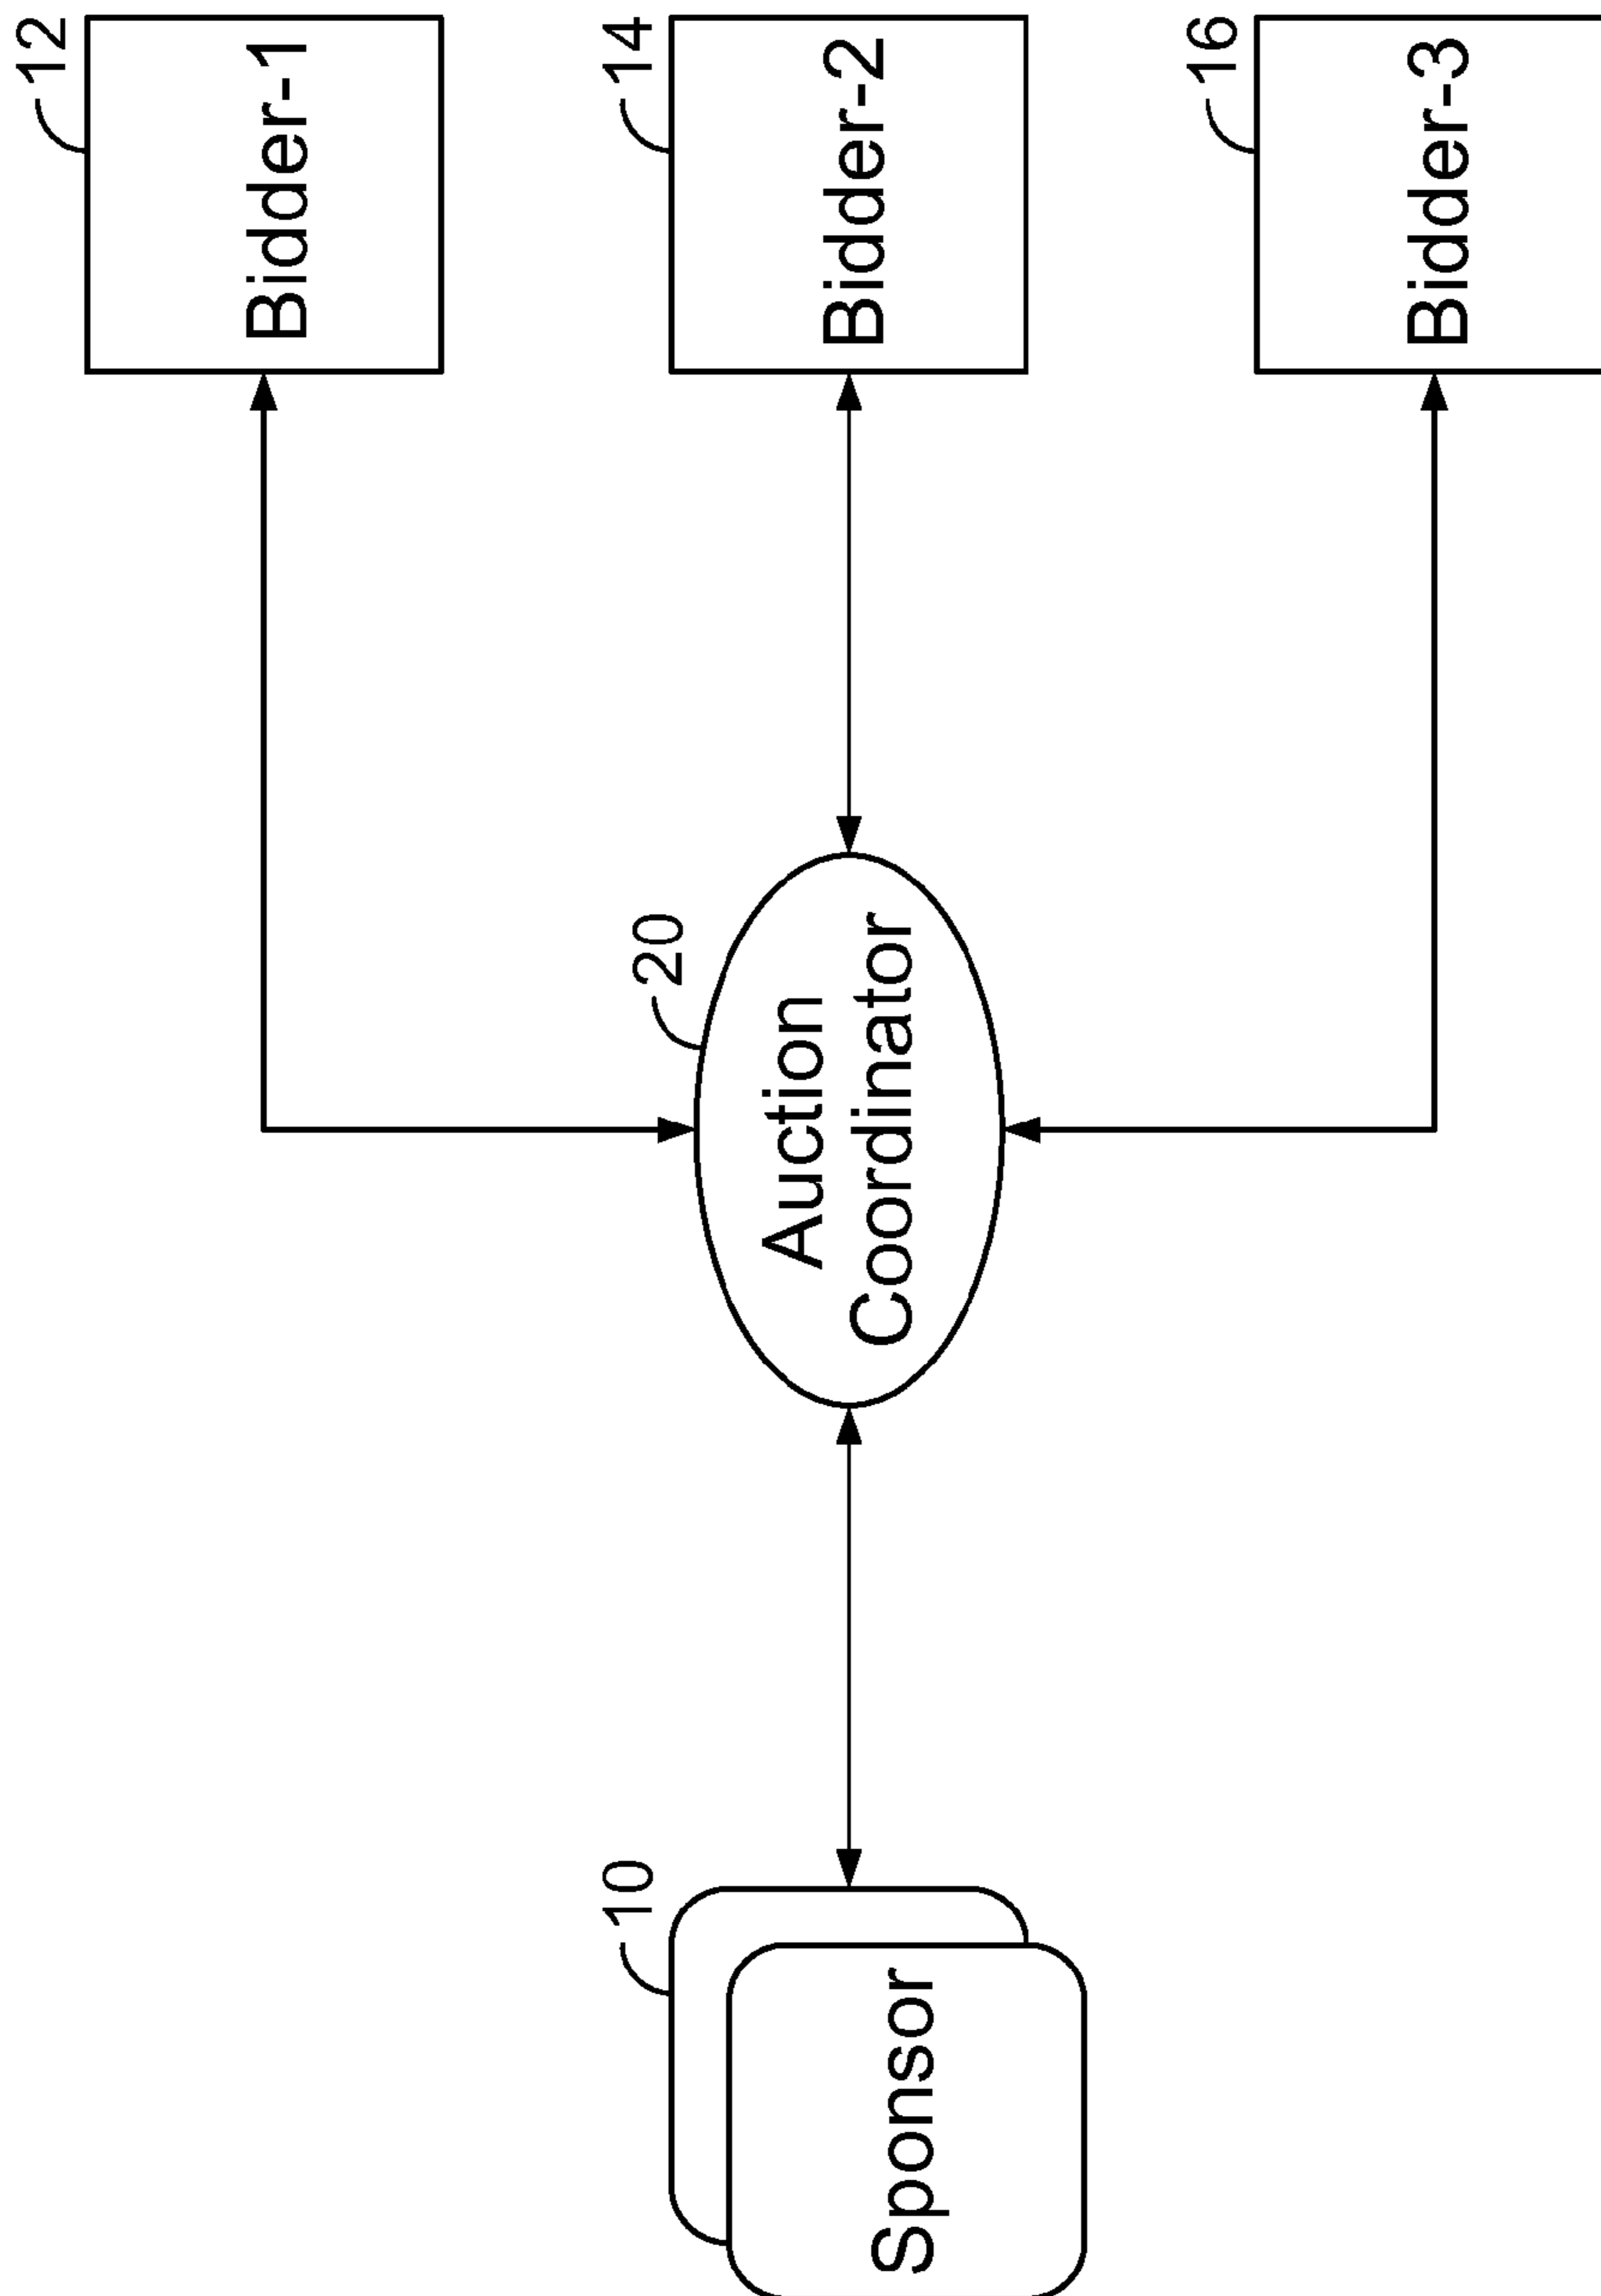 12
Bidder-1
14
Bidder-2
16
Bidder-3
20
Auction
Coordinator
10
Sponsor